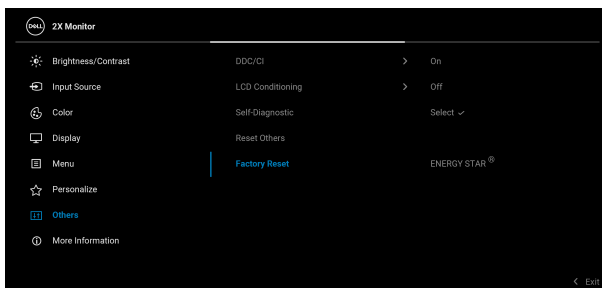 DELL 2X Monitor
Brightness/Contrast DDC/CI > On
Input Source LCD Conditioning > Off
Color Self-Diagnostic Select ✓
Display Reset Others
Menu Factory Reset ENERGY STAR ®
Personalize
Others
More Information
< Exit